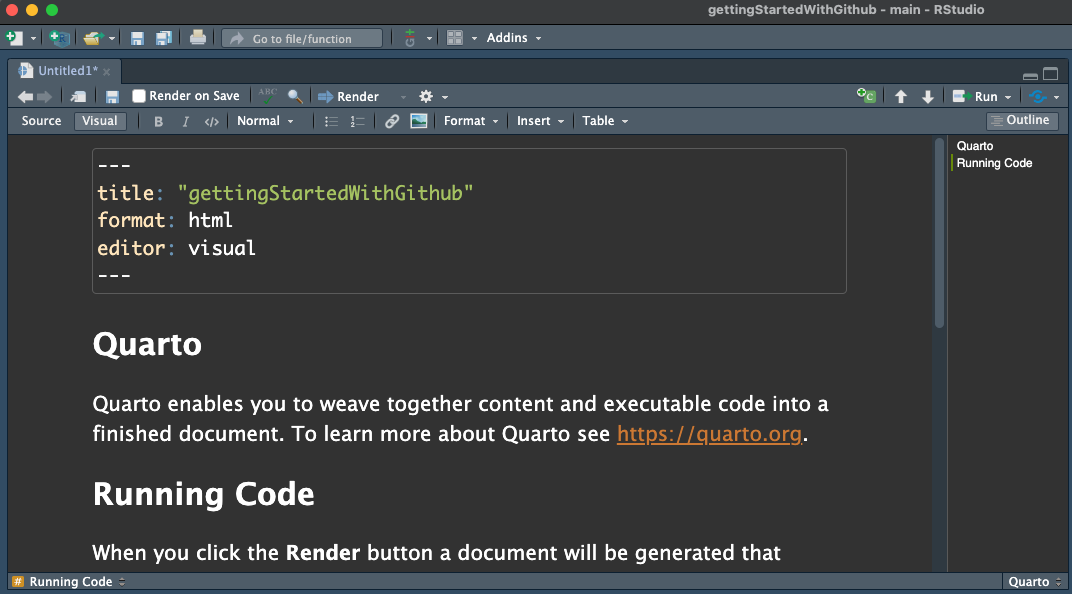 gettingStartedWithGithub - main - RStudio
Go to file/function
Addins
Untitled1*
Render on Save
ABC
Render
Run
Source Visual B I </> Normal Format Insert Table Outline
---
title: "gettingStartedWithGithub"
format: html
editor: visual
---
Quarto
Quarto enables you to weave together content and executable code into a
finished document. To learn more about Quarto see https://quarto.org.
Running Code
When you click the Render button a document will be generated that
Quarto
Running Code
# Running Code
Quarto